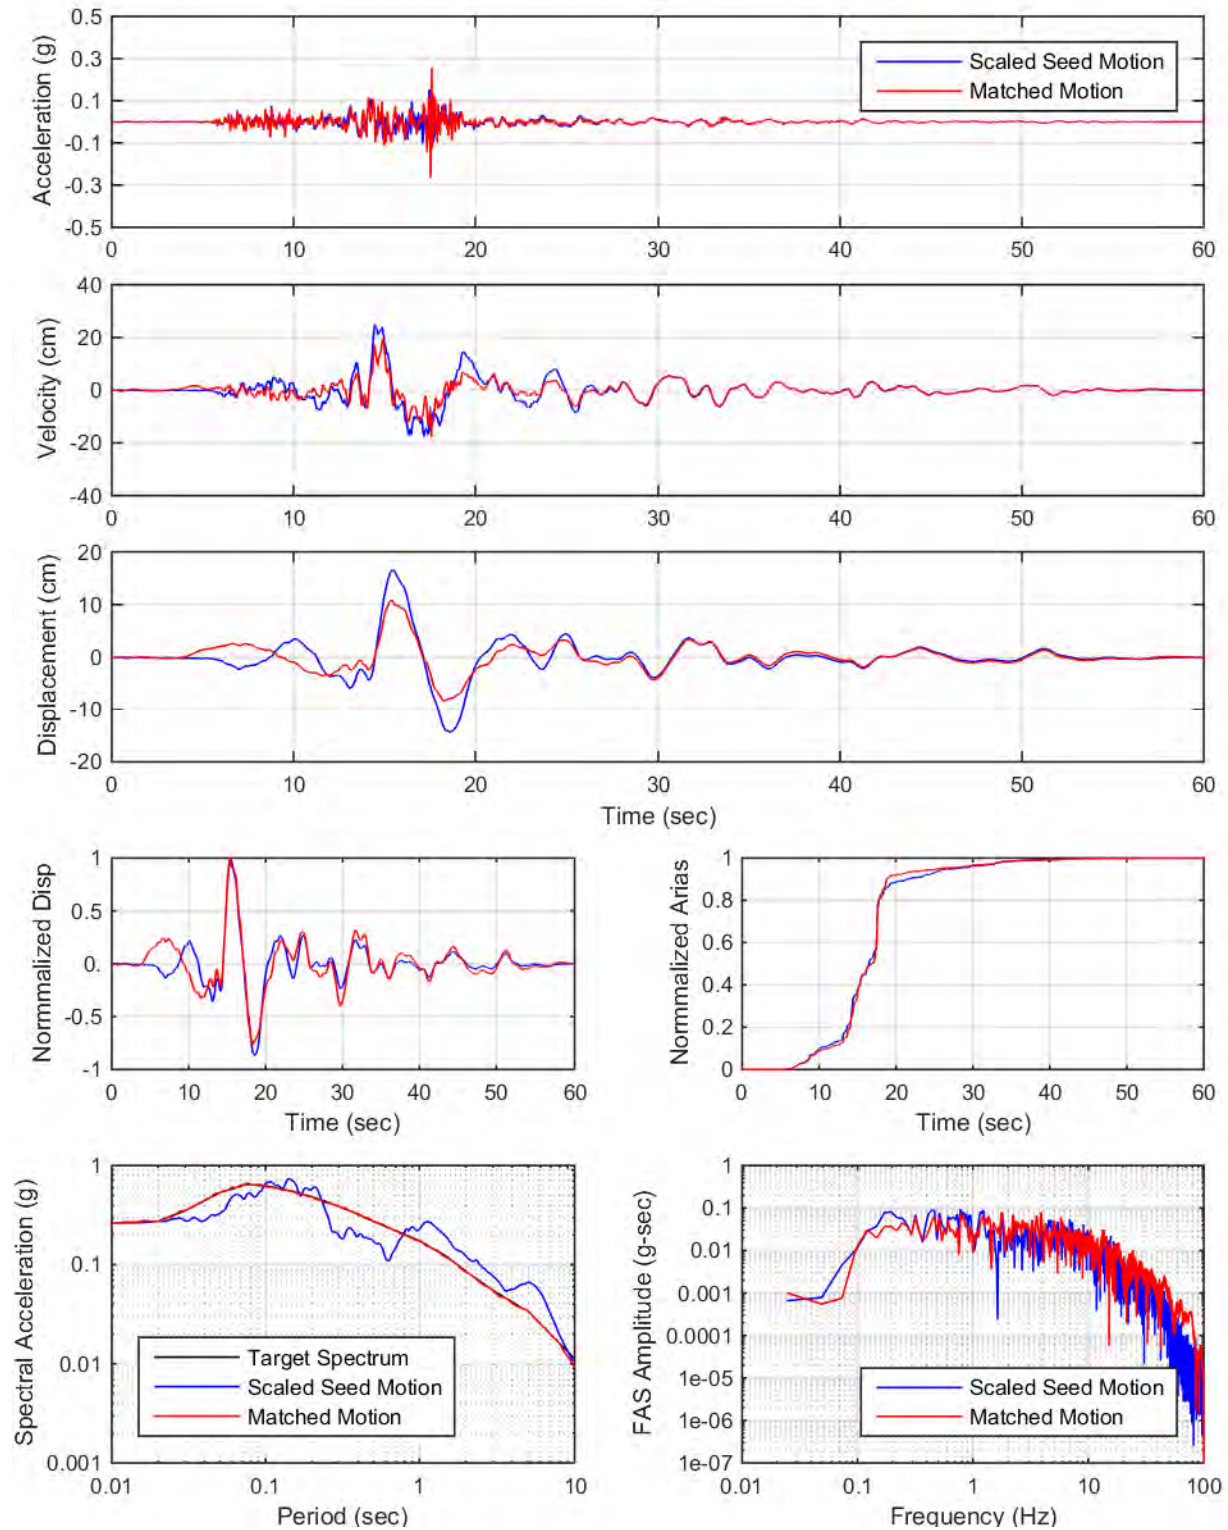 Acceleration (g)
0.5
0.3
0.1
-0.1
-0.3
-0.5
Scaled Seed Motion
Matched Motion
0 10 20 30 40 50 60
Velocity (cm)
40
20
0
-20
-40
0 10 20 30 40 50 60
Displacement (cm)
20
10
0
-10
-20
0 10 20 30 40 50 60
Time (sec)
Normmalized Disp
1
0.5
0.
-0.5
-1
0 10 20 30 40 50 60
Time (sec)
Normmalized Arias
1
0.8
0.6
0.4
0.2
0
0 10 20 30 40 50 60
Time (sec)
Spectral Acceleration (g)
1
0.1
0.01
0.001
Target Spectrum
Scaled Seed Motion
Matched Motion
0.01 0.1 1 10
Period (sec)
FAS Amplitude (g-sec)
1
0.1
0.01
0.001
0.0001
1e-05
1e-06
1e-07
Scaled Seed Motion
Matched Motion
0.01 0.1 1 10 100
Frequency (Hz)